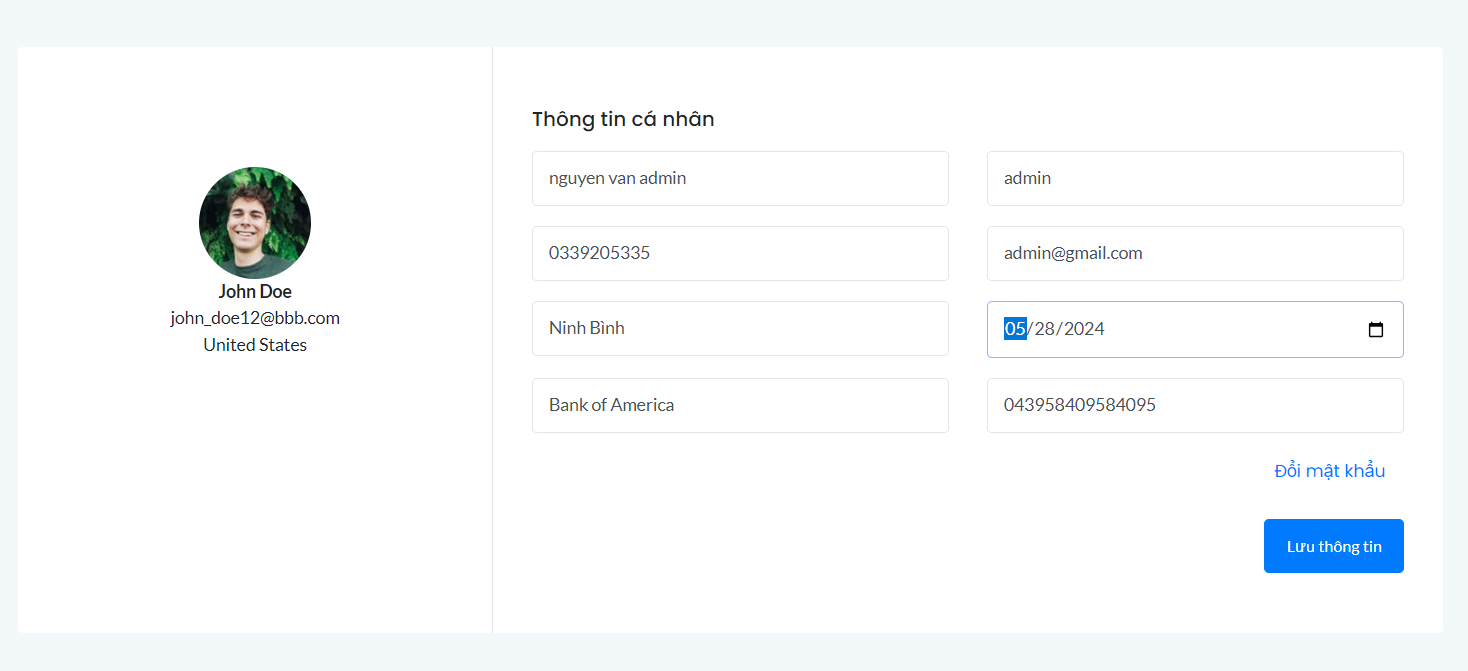 John Doe
john_doe12@bbb.com
United States
Thông tin cá nhân
nguyen van admin
admin
0339205335
admin@gmail.com
Ninh Bình
05/28/2024
Bank of America
043958409584095
Đổi mật khẩu
Lưu thông tin